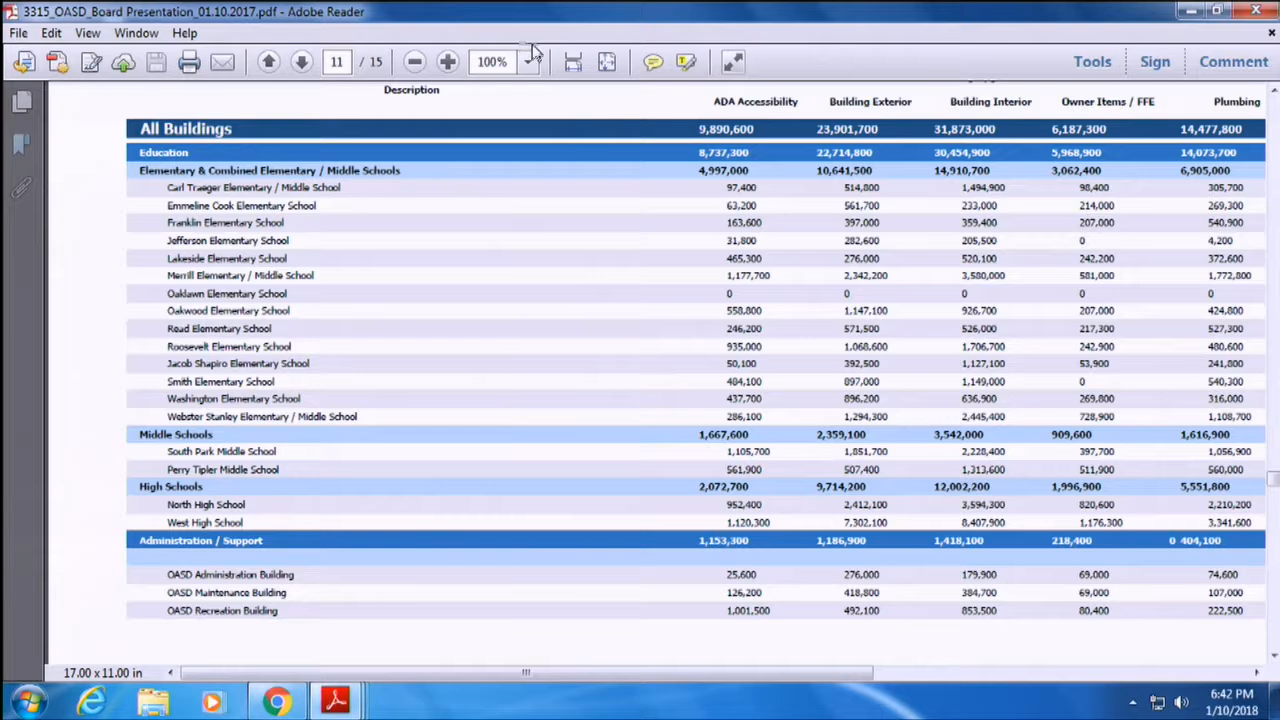 3315_OASD_Board Presentation_01.10.2017.pdf - Adobe Reader
File Edit View Window Help
11 / 15 100% Tools Sign Comment
Description
ADA Accessibility Building Exterior Building Interior Owner Items / FFE Plumbing
All Buildings 9,890,600 23,901,700 31,873,000 6,187,300 14,477,800
Education 8,737,300 22,714,800 30,454,900 5,968,900 14,073,700
Elementary & Combined Elementary / Middle Schools 4,997,000 10,641,500 14,910,700 3,062,400 6,905,000
Carl Traeger Elementary / Middle School 97,400 514,800 1,494,900 98,400 305,700
Emmeline Cook Elementary School 63,200 561,700 233,000 214,000 269,300
Franklin Elementary School 163,600 397,000 359,400 207,000 540,900
Jefferson Elementary School 31,800 282,600 205,500 0 4,200
Lakeside Elementary School 465,300 276,000 520,100 242,200 372,600
Merrill Elementary / Middle School 1,177,700 2,342,200 3,580,000 581,000 1,772,800
Oaklawn Elementary School 0 0 0 0 0
Oakwood Elementary School 558,800 1,147,100 926,700 207,000 424,800
Read Elementary School 246,200 571,500 526,000 217,300 527,300
Roosevelt Elementary School 935,000 1,068,600 1,706,700 242,900 480,600
Jacob Shapiro Elementary School 50,100 392,500 1,127,100 53,900 241,800
Smith Elementary School 484,100 897,000 1,149,000 0 540,300
Washington Elementary School 437,700 896,200 636,900 269,800 316,000
Webster Stanley Elementary / Middle School 286,100 1,294,300 2,445,400 728,900 1,108,700
Middle Schools 1,667,600 2,359,100 3,542,000 909,600 1,616,900
South Park Middle School 1,105,700 1,851,700 2,228,400 397,700 1,056,900
Perry Tipler Middle School 561,900 507,400 1,313,600 511,900 560,000
High Schools 2,072,700 9,714,200 12,002,200 1,996,900 5,551,800
North High School 952,400 2,412,100 3,594,300 820,600 2,210,200
West High School 1,120,300 7,302,100 8,407,900 1,176,300 3,341,600
Administration / Support 1,153,300 1,186,900 1,418,100 218,400 0 404,100
OASD Administration Building 25,600 276,000 179,900 69,000 74,600
OASD Maintenance Building 126,200 418,800 384,700 69,000 107,000
OASD Recreation Building 1,001,500 492,100 853,500 80,400 222,500
17.00 x 11.00 in
6:42 PM
1/10/2018